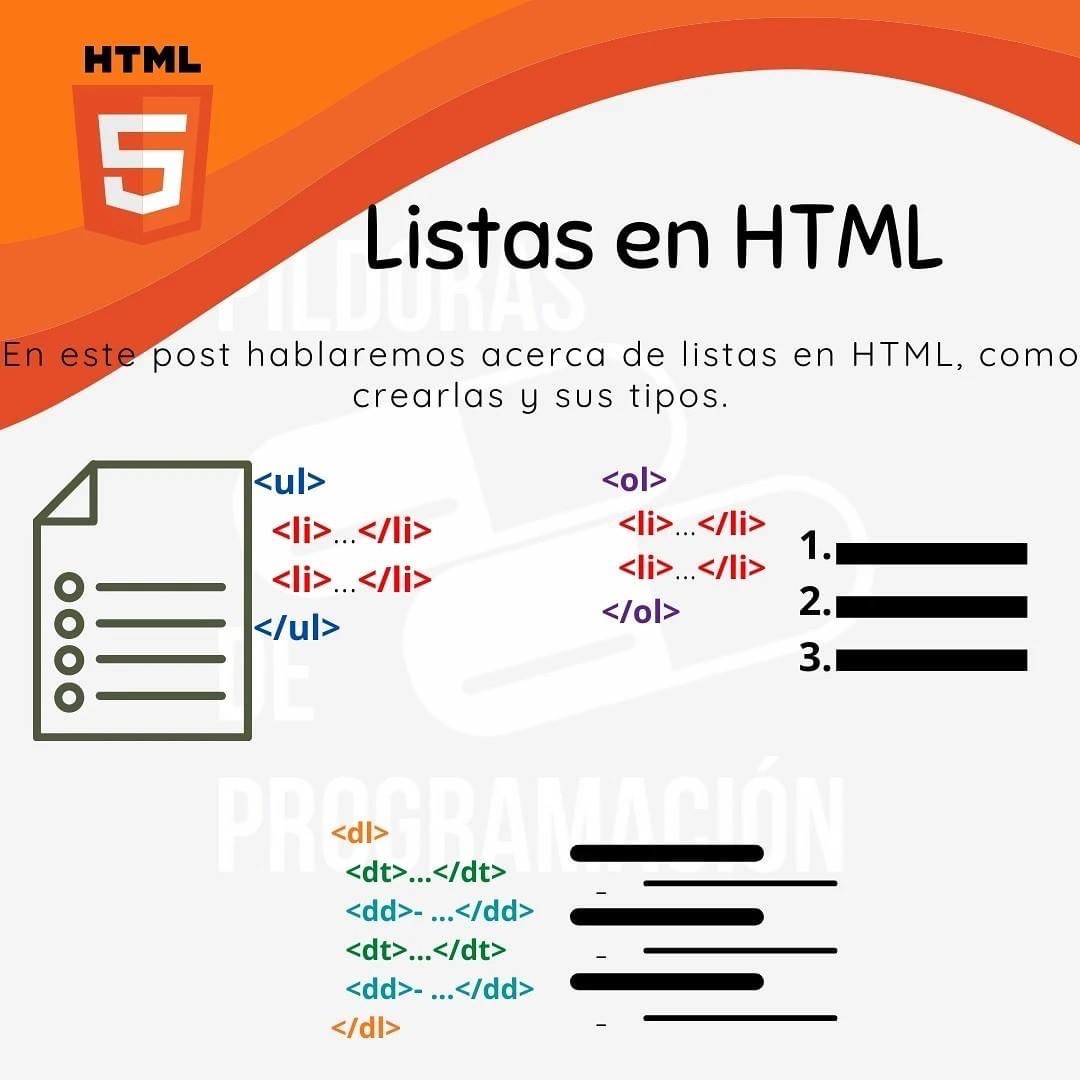 HTML
5
Listas en HTML
PILDORAS
En este post hablaremos acerca de listas en HTML, como
crearlas y sus tipos.
<ul>
<li>...</li>
<li>...</li>
</ul>
<ol>
<li>...</li>
<li>...</li>
</ol>
1.
2.
3.
DE
PROGRAMACIÓN
<dl>
<dt>...</dt>
<dd>- ...</dd>
<dt>...</dt>
<dd>- ...</dd>
</dl>
–
–
–